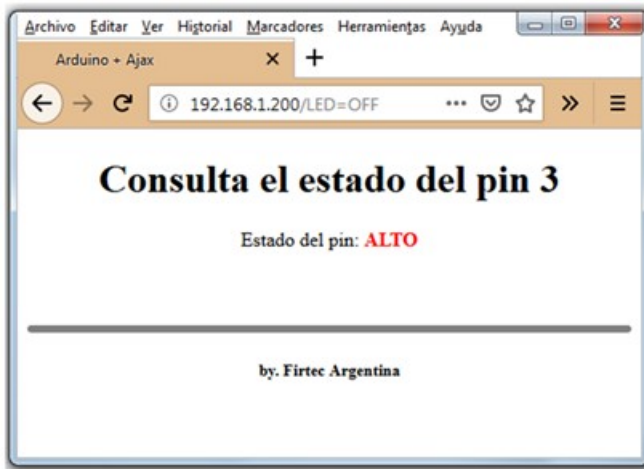 Archivo Editar Ver Historial Marcadores Herramientas Ayuda
Arduino + Ajax
192.168.1.200/LED=OFF
Consulta el estado del pin 3
Estado del pin: ALTO
by. Firtec Argentina